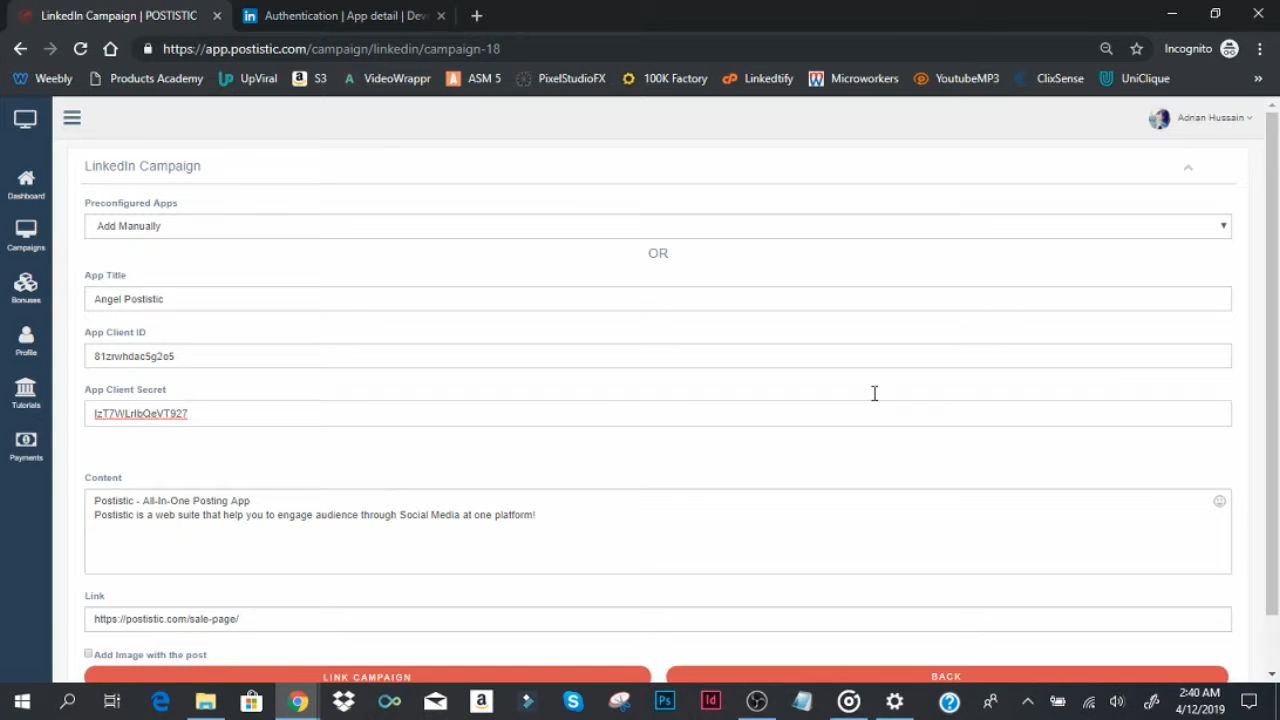 LinkedIn Campaign | POSTISTIC
Authentication | App detail | Dev
https://app.postistic.com/campaign/linkedin/campaign-18
Incognito
Weebly
Products Academy
UpViral
S3
VideoWrappr
ASM 5
PixelStudioFX
100K Factory
Linkedtify
Microworkers
YoutubeMP3
ClixSense
UniClique
Adnan Hussain
Dashboard
Campaigns
Bonuses
Profile
Tutorials
Payments
LinkedIn Campaign
Preconfigured Apps
Add Manually
OR
App Title
Angel Postistic
App Client ID
81zrwhdac5g2o5
App Client Secret
Content
Postistic - All-In-One Posting App
Postistic is a web suite that help you to engage audience through Social Media at one platform!
Link
https://postistic.com/sale-page/
Add Image with the post
LINK CAMPAIGN
BACK
2:40 AM
4/12/2019